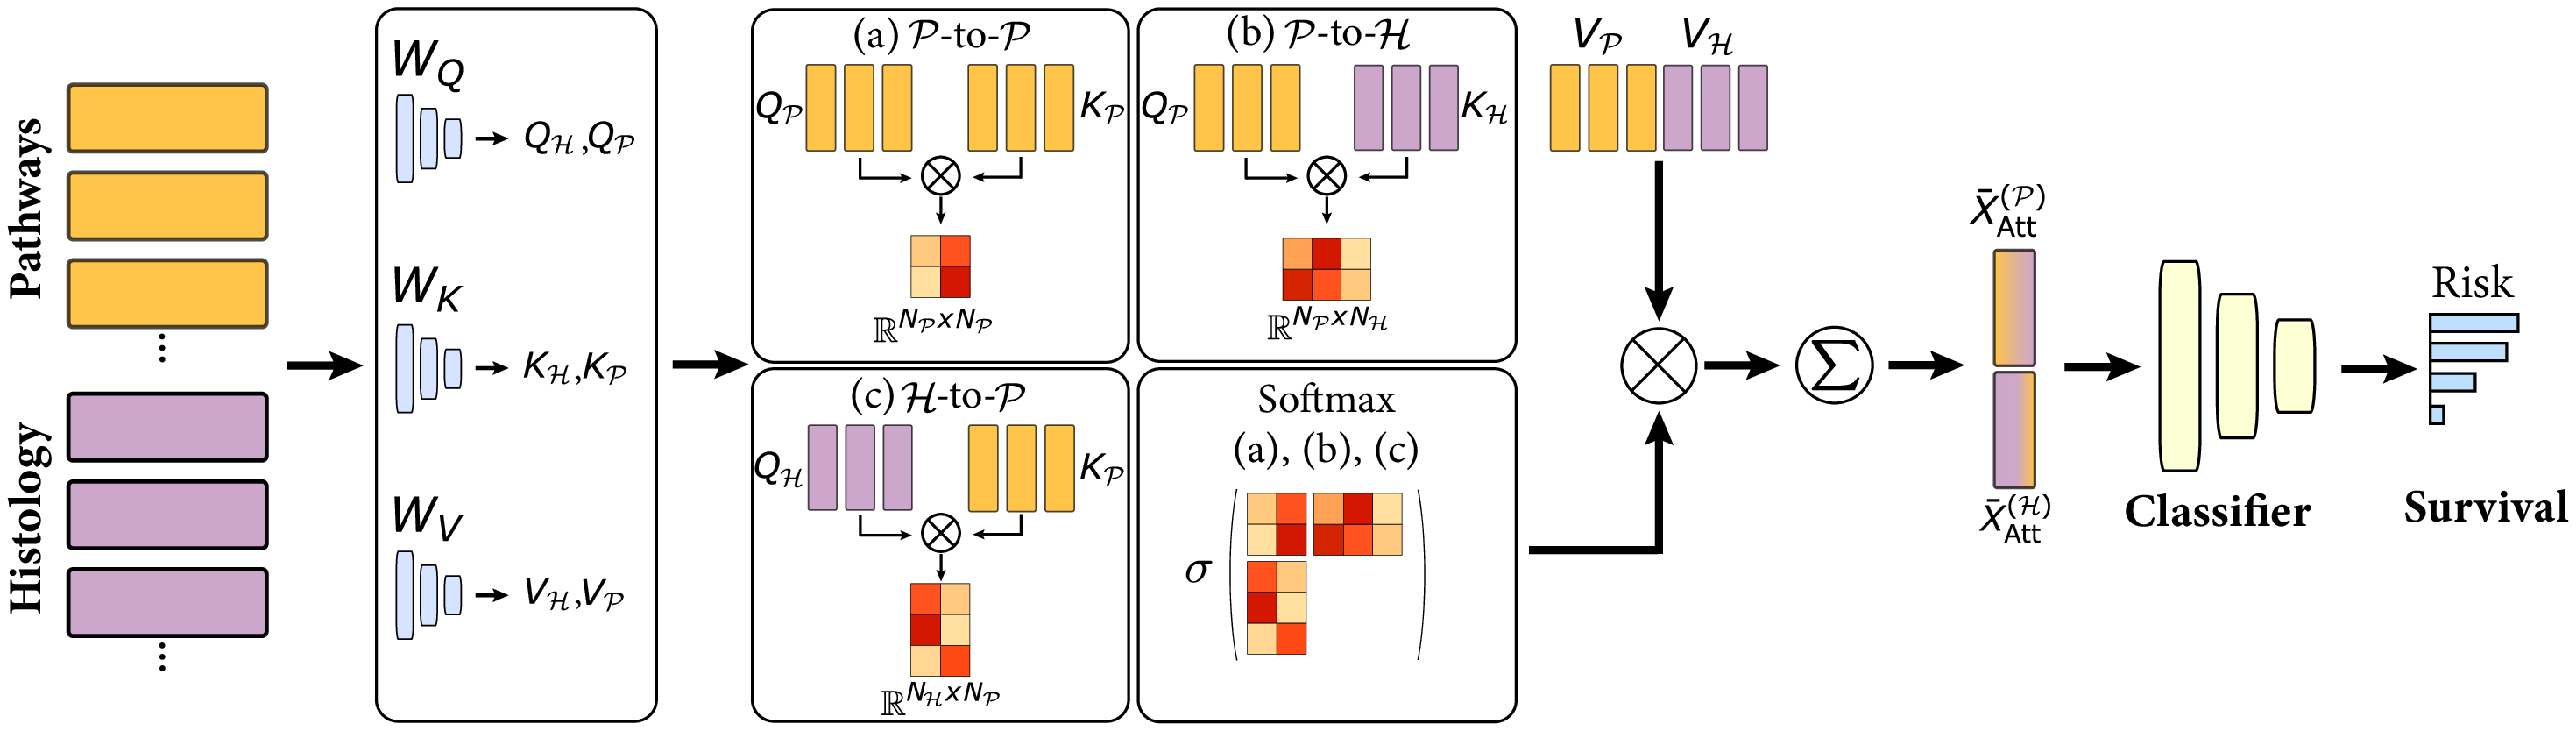 Pathways
Histology
W_Q
Q_ℋ, Q_𝒫
W_K
K_ℋ, K_𝒫
W_V
V_ℋ, V_𝒫
(a) 𝒫-to-𝒫
Q_𝒫 K_𝒫
ℝ^{N_𝒫 x N_𝒫}
(b) 𝒫-to-ℋ
Q_𝒫 K_ℋ
ℝ^{N_𝒫 x N_ℋ}
(c) ℋ-to-𝒫
Q_ℋ K_𝒫
ℝ^{N_ℋ x N_𝒫}
Softmax
(a), (b), (c)
σ
V_𝒫 V_ℋ
Σ
X̄_Att^(𝒫)
X̄_Att^(ℋ)
Classifier
Risk
Survival